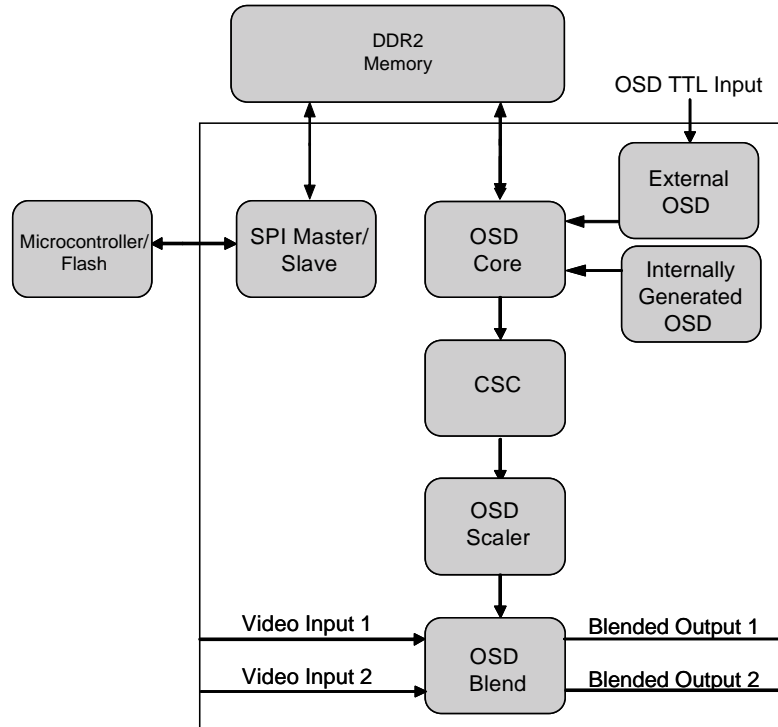 DDR2
Memory
OSD TTL Input
External
OSD
Microcontroller/
Flash
SPI Master/
Slave
OSD
Core
Internally
Generated
OSD
CSC
OSD
Scaler
Video Input 1
Blended Output 1
OSD
Blend
Video Input 2
Blended Output 2